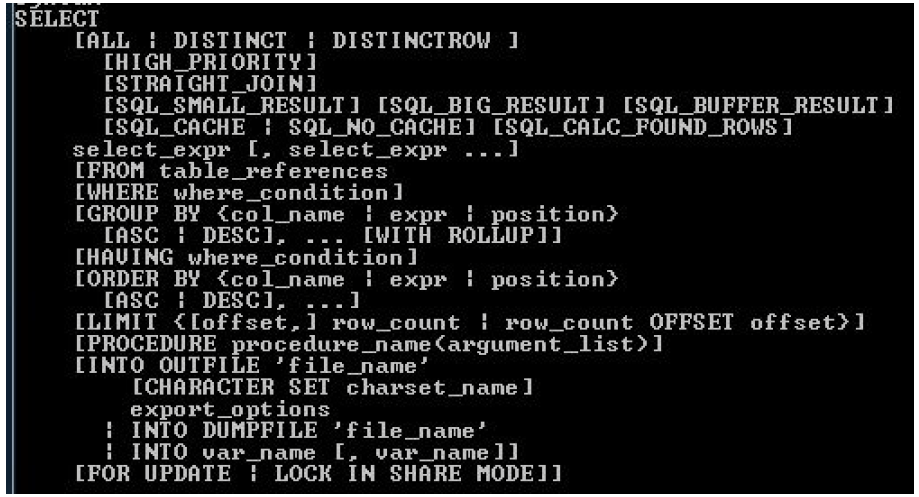 SELECT
[ALL | DISTINCT | DISTINCTROW ]
[HIGH_PRIORITY]
[STRAIGHT_JOIN]
[SQL_SMALL_RESULT] [SQL_BIG_RESULT] [SQL_BUFFER_RESULT]
[SQL_CACHE | SQL_NO_CACHE] [SQL_CALC_FOUND_ROWS]
select_expr [, select_expr ...]
[FROM table_references
[WHERE where_condition]
[GROUP BY {col_name | expr | position}
[ASC | DESC], ... [WITH ROLLUP]]
[HAVING where_condition]
[ORDER BY {col_name | expr | position}
[ASC | DESC], ...]
[LIMIT {[offset,] row_count | row_count OFFSET offset}]
[PROCEDURE procedure_name(argument_list)]
[INTO OUTFILE 'file_name'
[CHARACTER SET charset_name]
export_options
| INTO DUMPFILE 'file_name'
| INTO var_name [, var_name]]
[FOR UPDATE | LOCK IN SHARE MODE]]